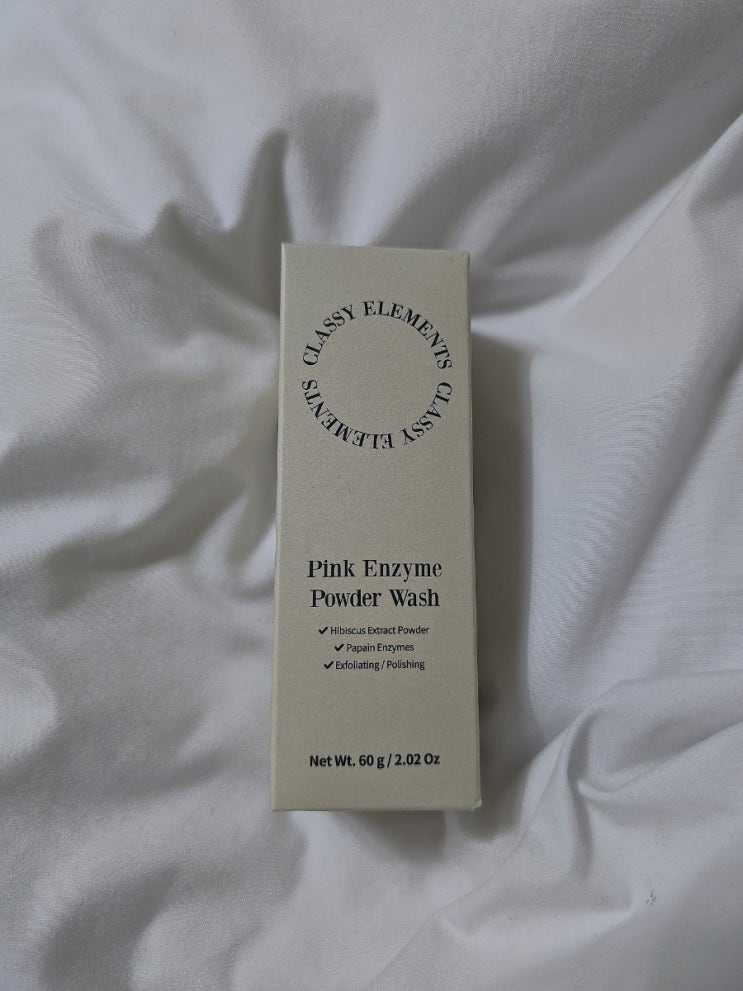 CLASSY ELEMENTS CLASSY ELEMENTS
Pink Enzyme
Powder Wash
✔ Hibiscus Extract Powder
✔ Papain Enzymes
✔ Exfoliating / Polishing
Net Wt. 60 g / 2.02 Oz